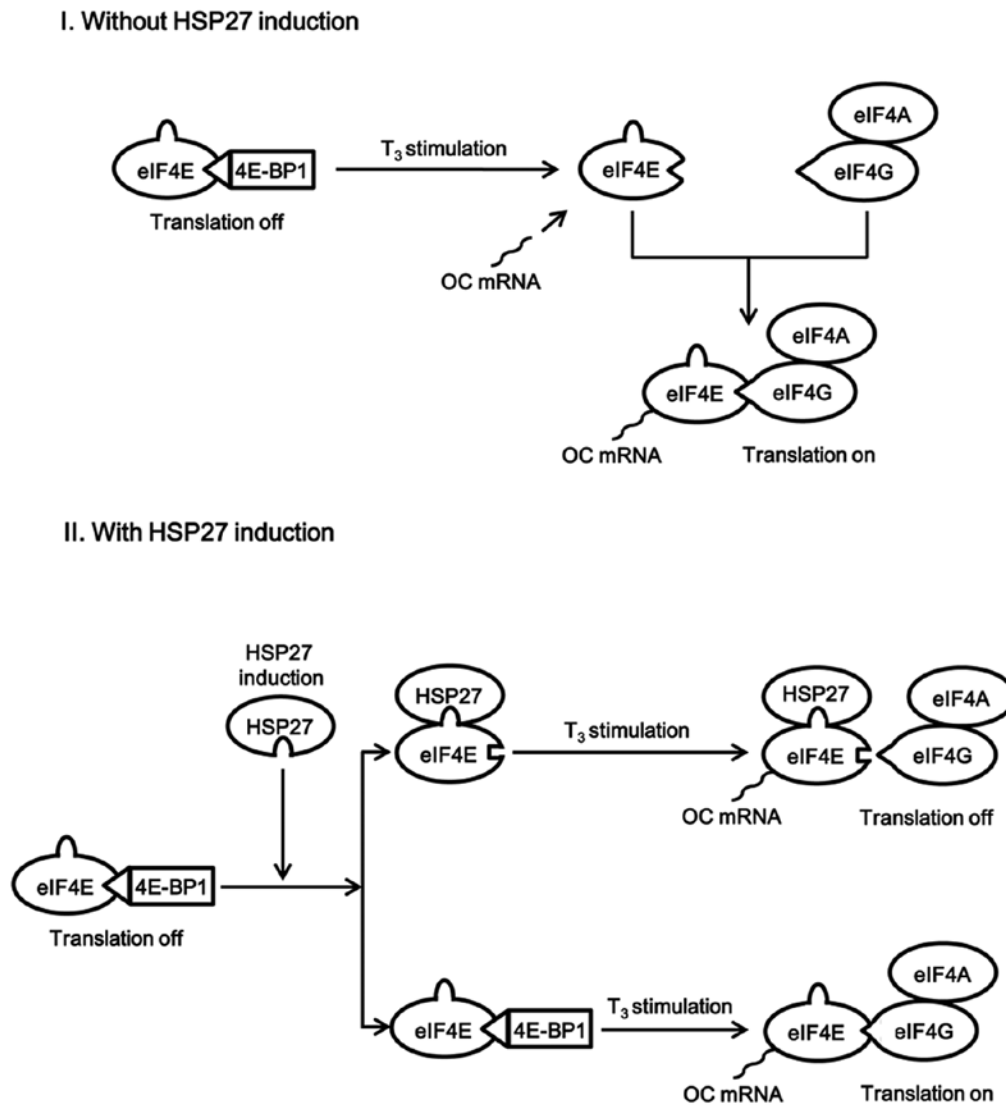 I. Without HSP27 induction
eIF4A
eIF4E
4E-BP1
T3 stimulation
eIF4E
eIF4G
Translation off
OC mRNA
eIF4A
eIF4E
eIF4G
OC mRNA
Translation on
II. With HSP27 induction
HSP27
induction
HSP27
HSP27
eIF4E
T3 stimulation
HSP27
eIF4A
eIF4E
eIF4G
OC mRNA
Translation off
eIF4E
4E-BP1
Translation off
eIF4E
4E-BP1
T3 stimulation
eIF4A
eIF4E
eIF4G
OC mRNA
Translation on